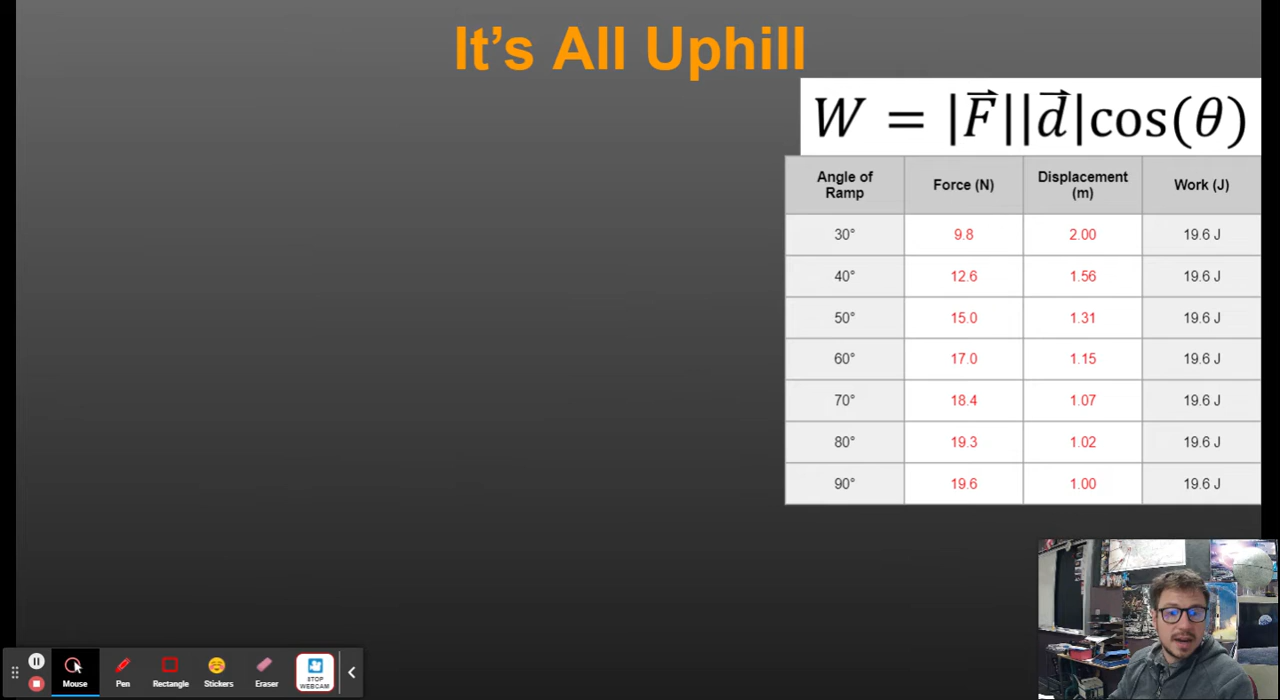 It’s All Uphill
W = |F⃗||d⃗|cos(θ)
Angle of Ramp Force (N) Displacement (m) Work (J)
30° 9.8 2.00 19.6 J
40° 12.6 1.56 19.6 J
50° 15.0 1.31 19.6 J
60° 17.0 1.15 19.6 J
70° 18.4 1.07 19.6 J
80° 19.3 1.02 19.6 J
90° 19.6 1.00 19.6 J
Mouse Pen Rectangle Stickers Eraser STOP WEBCAM